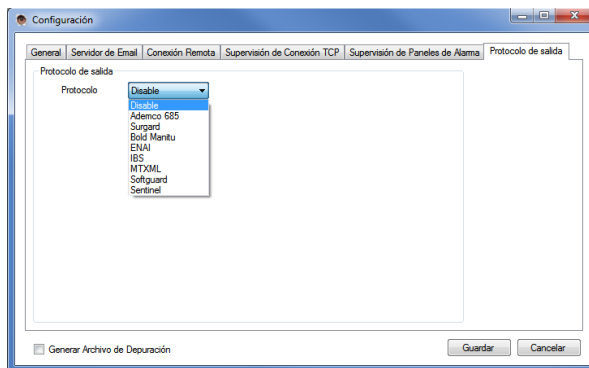 Configuración
General Servidor de Email Conexión Remota Supervisión de Conexión TCP Supervisión de Paneles de Alarma Protocolo de salida
Protocolo de salida
Protocolo Disable
Disable
Ademco 685
Surgard
Bold Manitu
ENAI
IBS
MTXML
Softguard
Sentinel
Generar Archivo de Depuración Guardar Cancelar